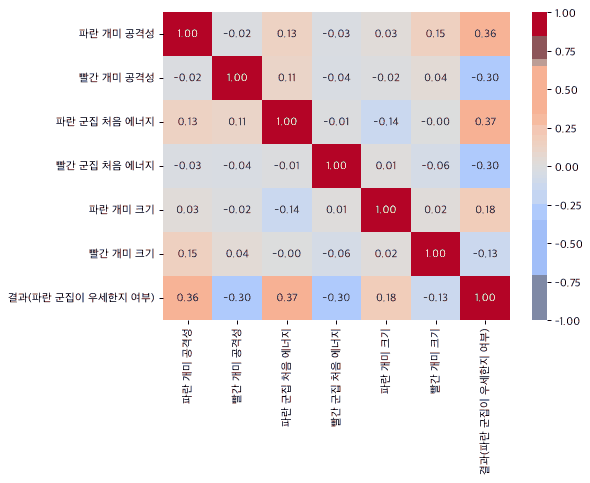 파란 개미 공격성 1.00 -0.02 0.13 -0.03 0.03 0.15 0.36
빨간 개미 공격성 -0.02 1.00 0.11 -0.04 -0.02 0.04 -0.30
파란 군집 처음 에너지 0.13 0.11 1.00 -0.01 -0.14 -0.00 0.37
빨간 군집 처음 에너지 -0.03 -0.04 -0.01 1.00 0.01 -0.06 -0.30
파란 개미 크기 0.03 -0.02 -0.14 0.01 1.00 0.02 0.18
빨간 개미 크기 0.15 0.04 -0.00 -0.06 0.02 1.00 -0.13
결과(파란 군집이 우세한지 여부) 0.36 -0.30 0.37 -0.30 0.18 -0.13 1.00
파란 개미 공격성
빨간 개미 공격성
파란 군집 처음 에너지
빨간 군집 처음 에너지
파란 개미 크기
빨간 개미 크기
결과(파란 군집이 우세한지 여부)
1.00
0.75
0.50
0.25
0.00
-0.25
-0.50
-0.75
-1.00